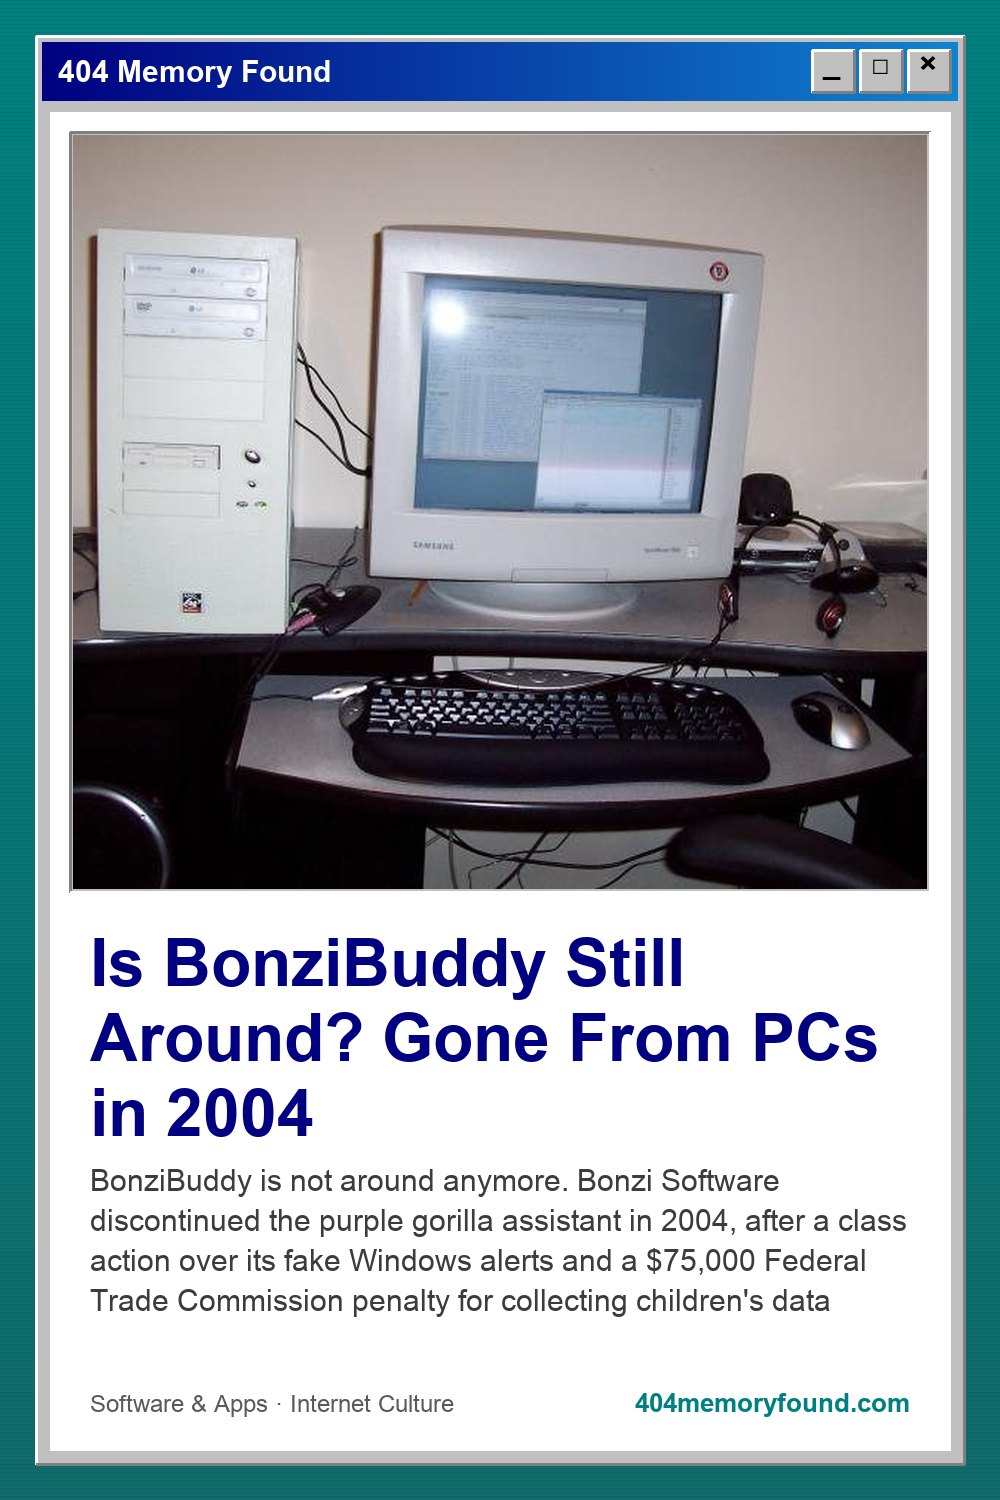 404 Memory Found
SAMSUNG
Is BonziBuddy Still
Around? Gone From PCs
in 2004
BonziBuddy is not around anymore. Bonzi Software
discontinued the purple gorilla assistant in 2004, after a class
action over its fake Windows alerts and a $75,000 Federal
Trade Commission penalty for collecting children's data
Software & Apps · Internet Culture
404memoryfound.com